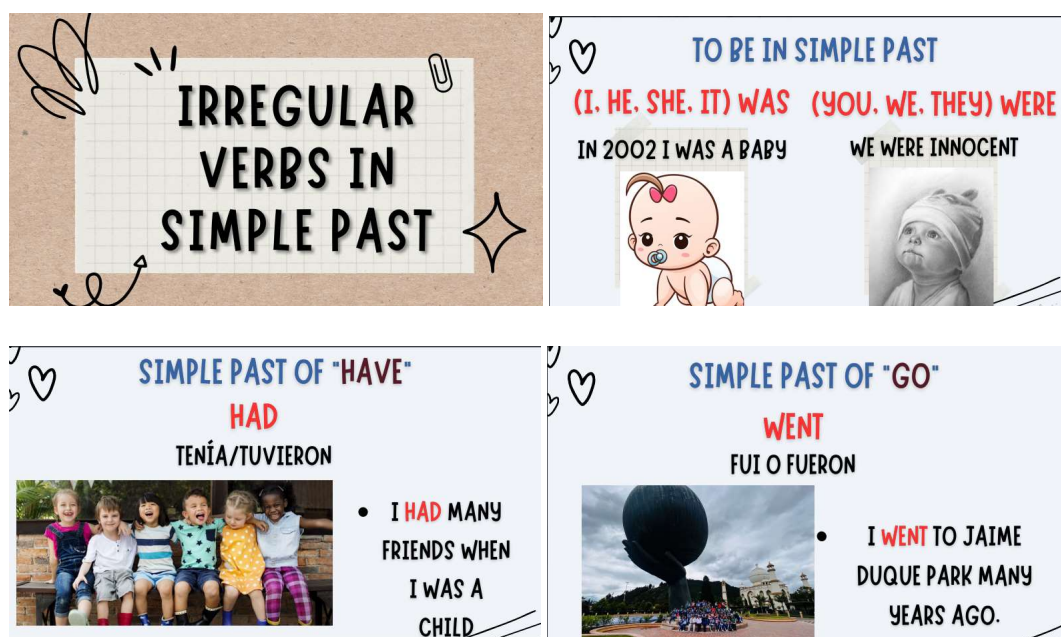 IRREGULAR
VERBS IN
SIMPLE PAST
TO BE IN SIMPLE PAST
(I, HE, SHE, IT) WAS (YOU, WE, THEY) WERE
IN 2002 I WAS A BABY
WE WERE INNOCENT
SIMPLE PAST OF "HAVE"
HAD
TENÍA/TUVIERON
• I HAD MANY
FRIENDS WHEN
I WAS A
CHILD
SIMPLE PAST OF "GO"
WENT
FUI O FUERON
• I WENT TO JAIME
DUQUE PARK MANY
YEARS AGO.